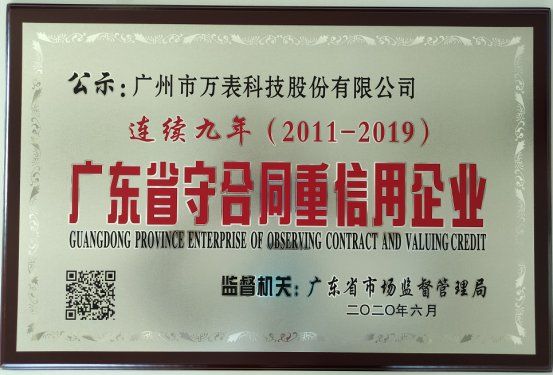 公示：广州市万表科技股份有限公司
连续九年（2011-2019）
广东省守合同重信用企业
GUANGDONG PROVINCE ENTERPRISE OF OBSERVING CONTRACT AND VALUING CREDIT
监督机关：广东省市场监督管理局
二〇二〇年六月